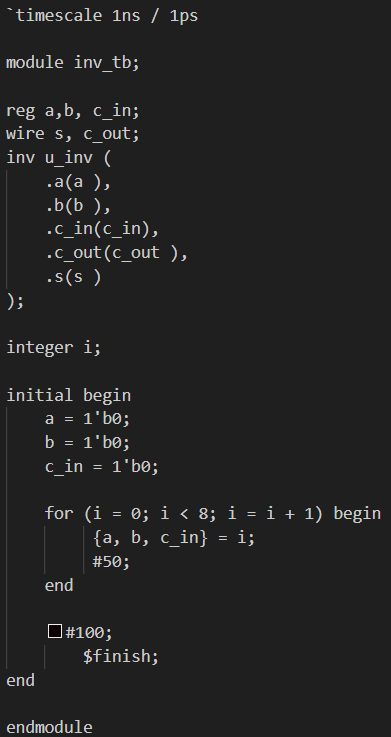 `timescale 1ns / 1ps
module inv_tb;
reg a,b, c_in;
wire s, c_out;
inv u_inv (
.a(a ),
.b(b ),
.c_in(c_in),
.c_out(c_out ),
.s(s )
);
integer i;
initial begin
a = 1'b0;
b = 1'b0;
c_in = 1'b0;
for (i = 0; i < 8; i = i + 1) begin
{a, b, c_in} = i;
#50;
end
#100;
$finish;
end
endmodule